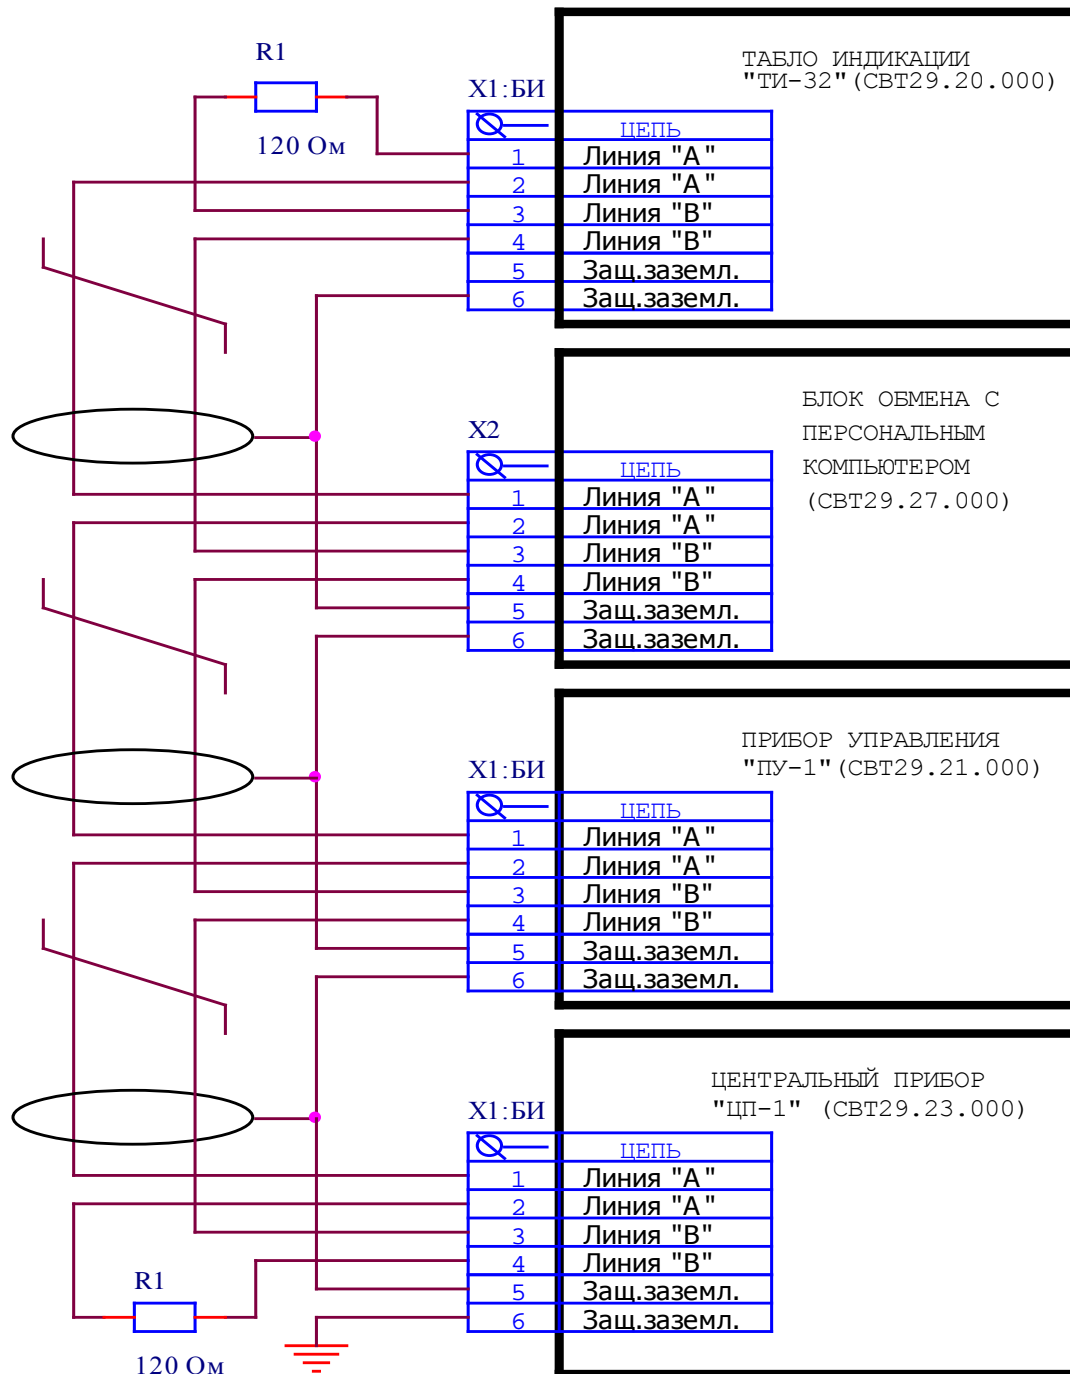 R1
120 Ом
X1:БИ
ТАБЛО ИНДИКАЦИИ
"ТИ-32"(СВТ29.20.000)
ЦЕПЬ
1 Линия "А"
2 Линия "А"
3 Линия "В"
4 Линия "В"
5 Защ.заземл.
6 Защ.заземл.
X2
БЛОК ОБМЕНА С
ПЕРСОНАЛЬНЫМ
КОМПЬЮТЕРОМ
(СВТ29.27.000)
ЦЕПЬ
1 Линия "А"
2 Линия "А"
3 Линия "В"
4 Линия "В"
5 Защ.заземл.
6 Защ.заземл.
X1:БИ
ПРИБОР УПРАВЛЕНИЯ
"ПУ-1"(СВТ29.21.000)
ЦЕПЬ
1 Линия "А"
2 Линия "А"
3 Линия "В"
4 Линия "В"
5 Защ.заземл.
6 Защ.заземл.
X1:БИ
ЦЕНТРАЛЬНЫЙ ПРИБОР
"ЦП-1" (СВТ29.23.000)
ЦЕПЬ
1 Линия "А"
2 Линия "А"
3 Линия "В"
4 Линия "В"
5 Защ.заземл.
6 Защ.заземл.
R1
120 Ом